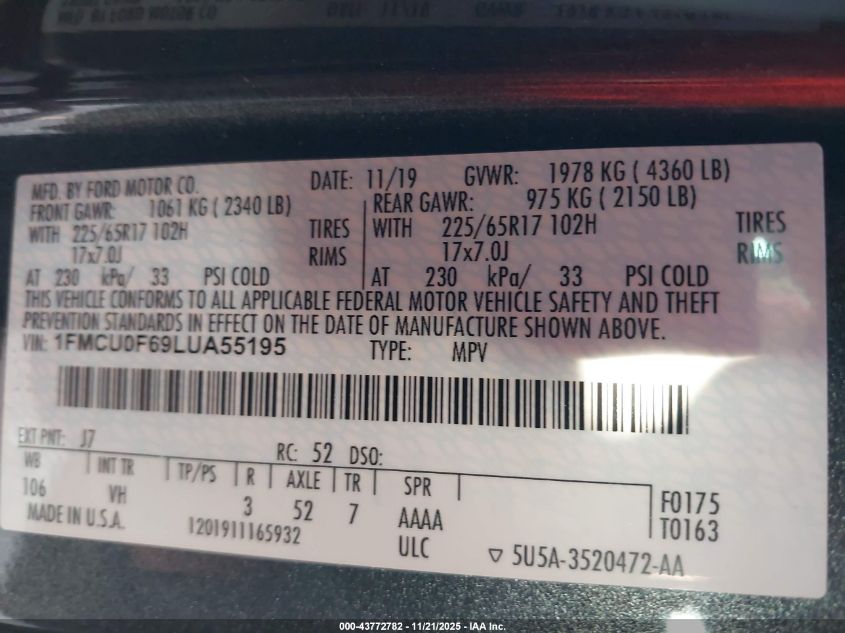 MFD. BY FORD MOTOR CO. DATE: 11/19 GVWR: 1978 KG ( 4360 LB)
FRONT GAWR: 1061 KG ( 2340 LB) REAR GAWR: 975 KG ( 2150 LB)
WITH 225/65R17 102H TIRES WITH 225/65R17 102H TIRES
17x7.0J RIMS 17x7.0J RIMS
AT 230 kPa/ 33 PSI COLD AT 230 kPa/ 33 PSI COLD
THIS VEHICLE CONFORMS TO ALL APPLICABLE FEDERAL MOTOR VEHICLE SAFETY AND THEFT
PREVENTION STANDARDS IN EFFECT ON THE DATE OF MANUFACTURE SHOWN ABOVE.
VIN: 1FMCU0F69LUA55195 TYPE: MPV
EXT PNT: J7 RC: 52 DSO:
WB INT TR TP/PS R AXLE TR SPR
106 VH 3 52 7 AAAA F0175
MADE IN U.S.A. 1201911165932 ULC T0163
5U5A-3520472-AA
000-43772782 - 11/21/2025 - IAA Inc.